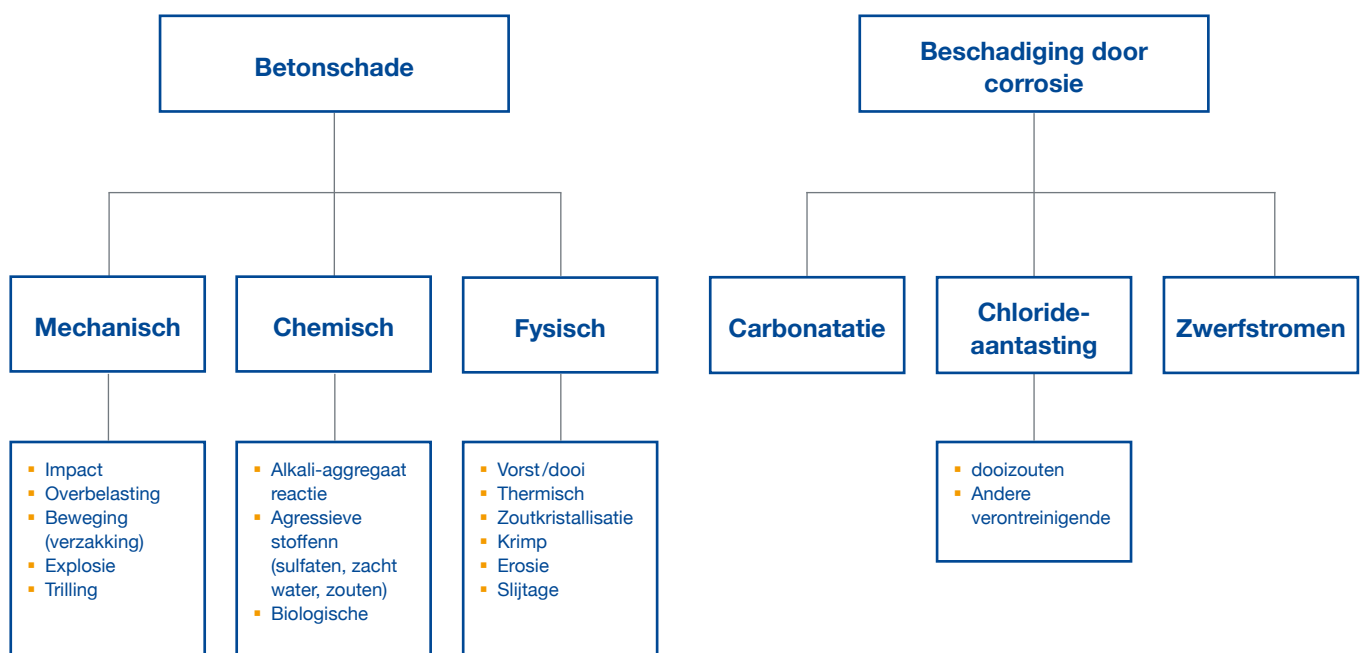 Betonschade
Mechanisch
Chemisch
Fysisch
Impact
Overbelasting
Beweging
(verzakking)
Explosie
Trilling
Alkali-aggregaat
reactie
Agressieve
stoffenn
(sulfaten, zacht
water, zouten)
Biologische
Vorst/dooi
Thermisch
Zoutkristallisatie
Krimp
Erosie
Slijtage
Beschadiging door
corrosie
Carbonatatie
Chloride-
aantasting
Zwerfstromen
dooizouten
Andere
verontreinigende